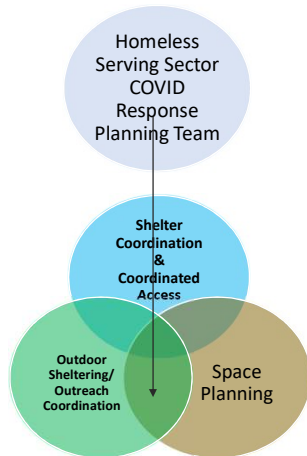 Homeless
Serving Sector
COVID
Response
Planning Team
Shelter
Coordination
&
Coordinated
Access
Outdoor
Sheltering/
Outreach
Coordination
Space
Planning